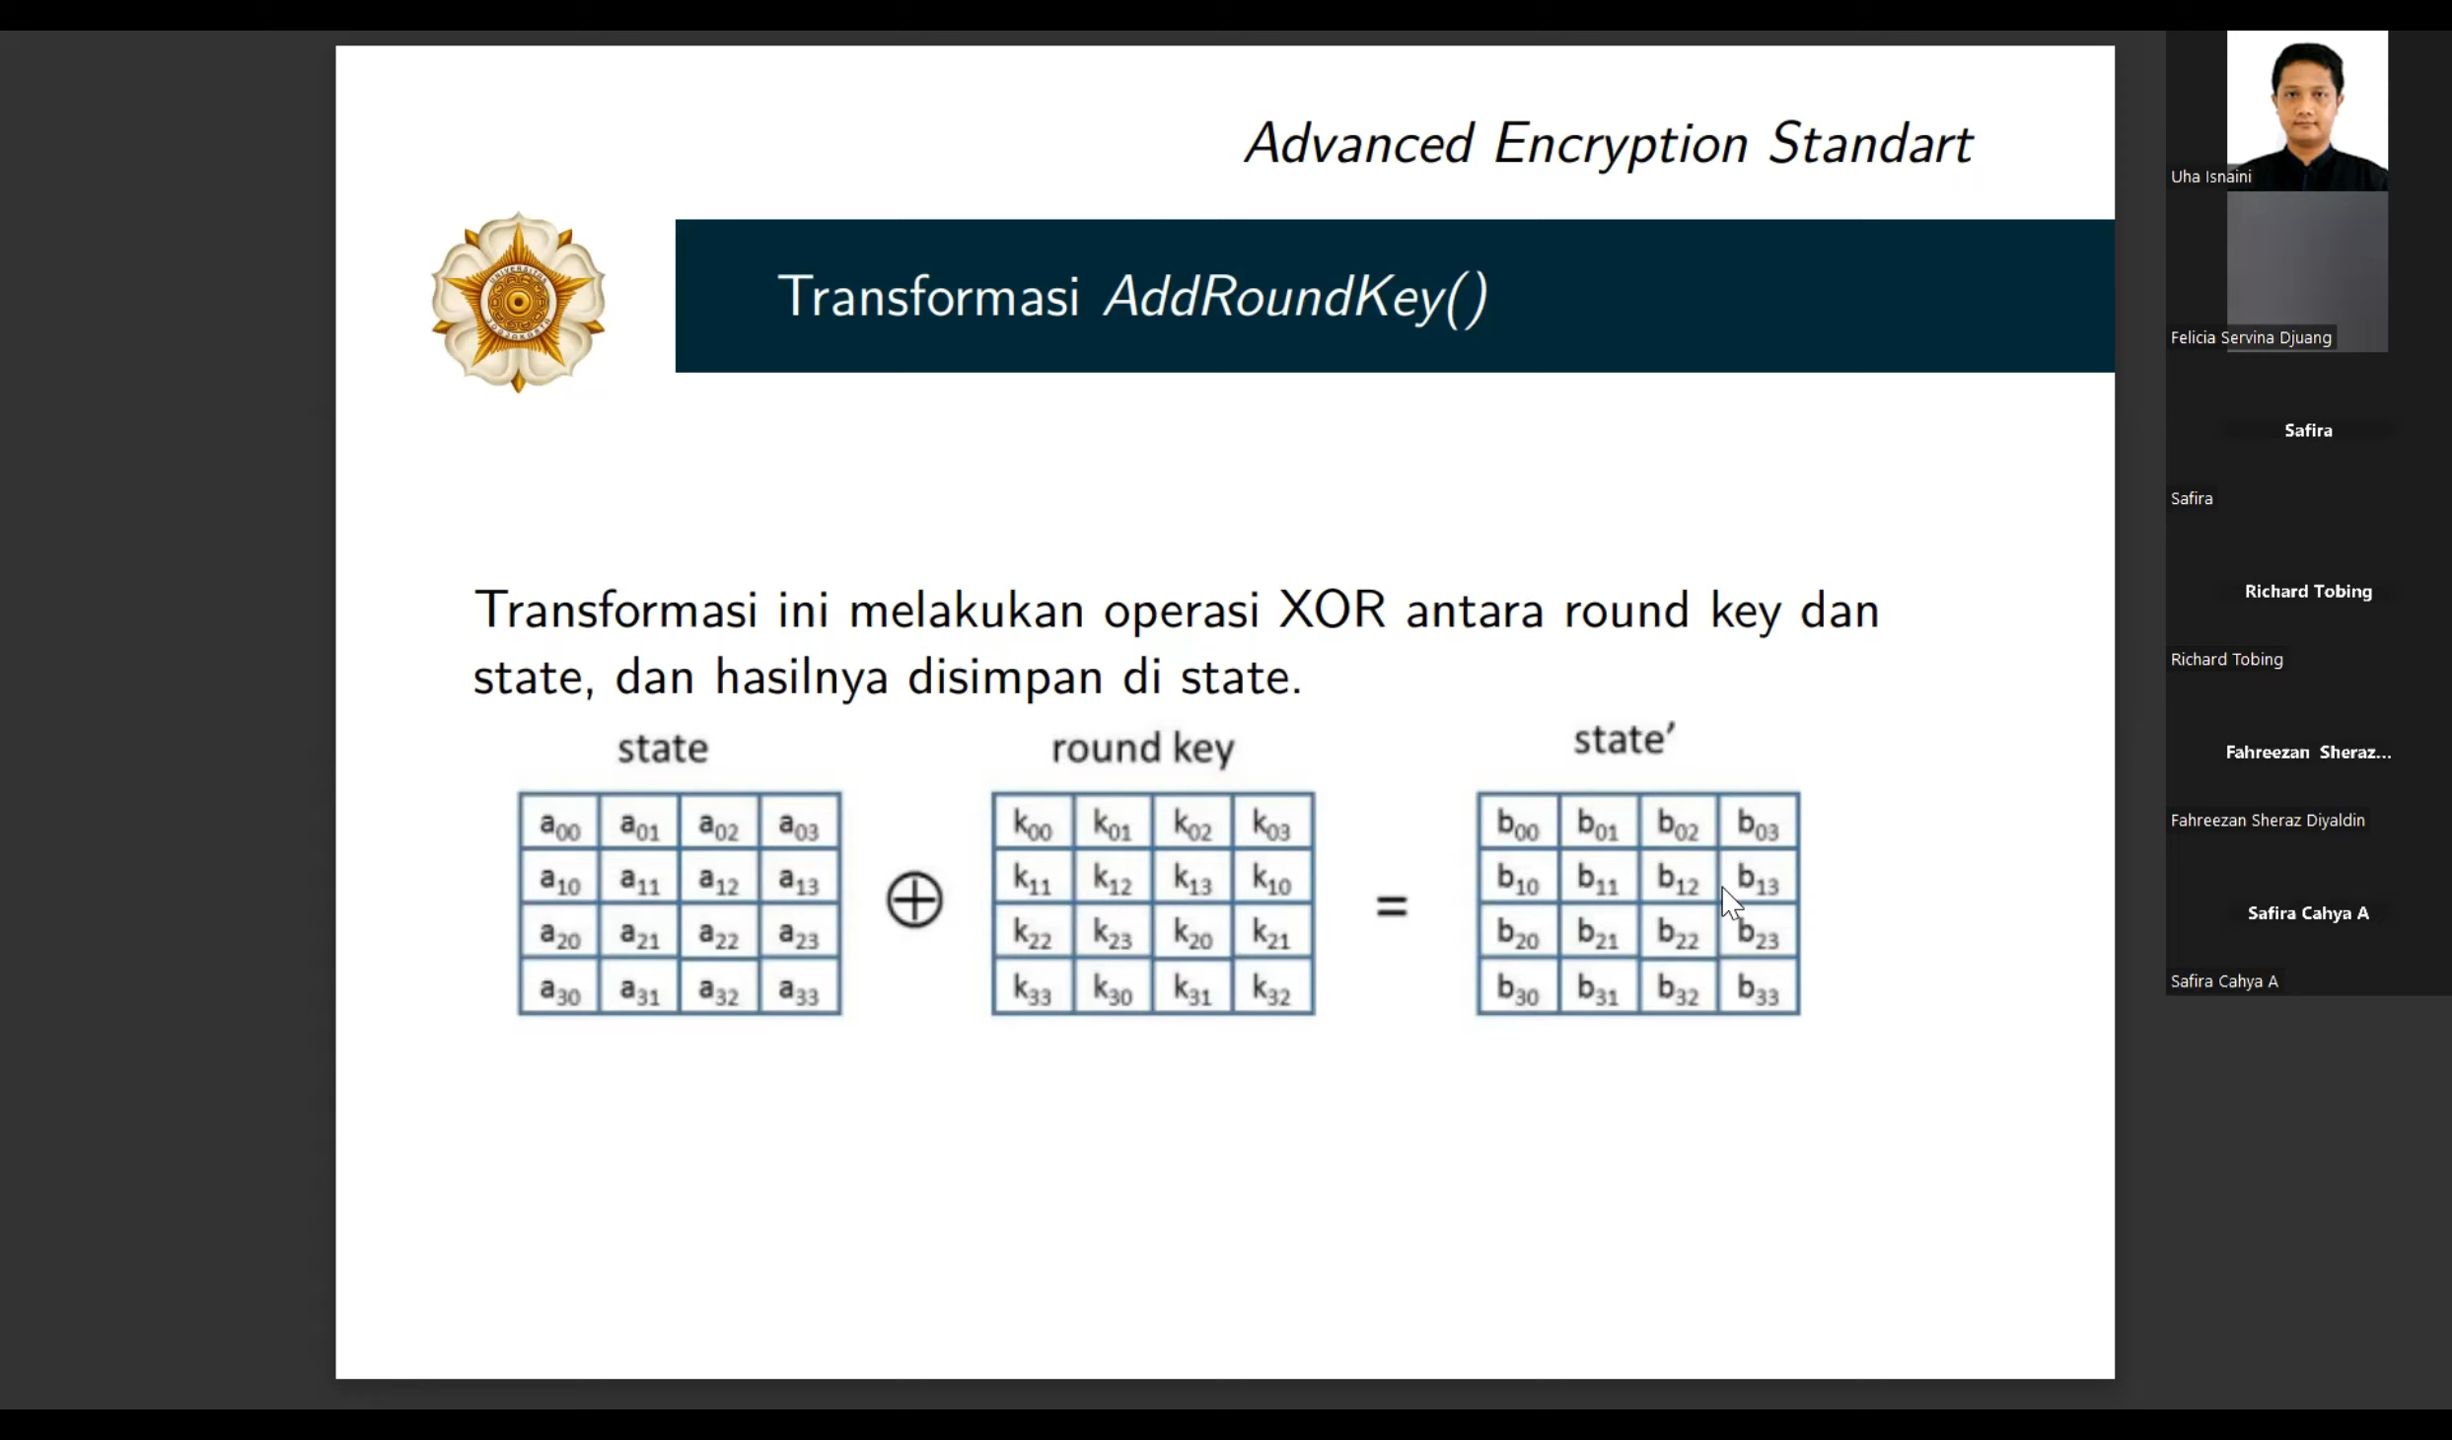 Advanced Encryption Standart
Transformasi AddRoundKey()
Transformasi ini melakukan operasi XOR antara round key dan
state, dan hasilnya disimpan di state.
state round key state’
a00 a01 a02 a03 k00 k01 k02 k03 b00 b01 b02 b03
a10 a11 a12 a13 k11 k12 k13 k10 b10 b11 b12 b13
⊕ =
a20 a21 a22 a23 k22 k23 k20 k21 b20 b21 b22 b23
a30 a31 a32 a33 k33 k30 k31 k32 b30 b31 b32 b33
Uha Isnaini
Felicia Servina Djuang
Safira
Safira
Richard Tobing
Richard Tobing
Fahreezan Sheraz...
Fahreezan Sheraz Diyaldin
Safira Cahya A
Safira Cahya A